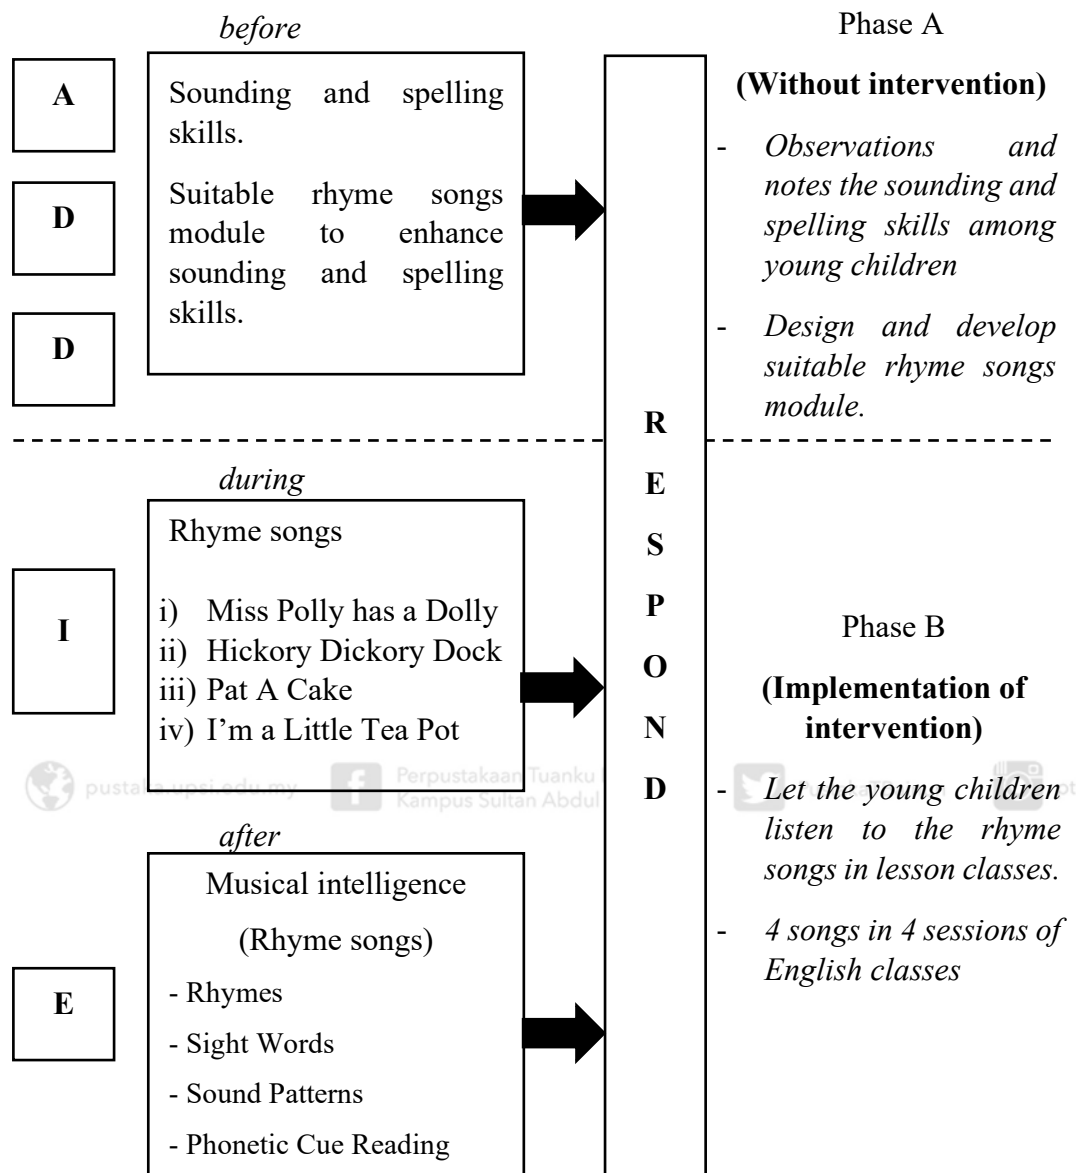 before
Phase A
A
Sounding and spelling
skills.
(Without intervention)
D
Suitable rhyme songs
module to enhance
sounding and spelling
skills.
- Observations and
notes the sounding and
spelling skills among
young children
D
- Design and develop
suitable rhyme songs
module.
R
E
S
P
O
N
D
during
Rhyme songs
I
i) Miss Polly has a Dolly
ii) Hickory Dickory Dock
iii) Pat A Cake
iv) I'm a Little Tea Pot
Phase B
(Implementation of
intervention)
pustaka.upsi.edu.my
Perpustakaan Tuanku
Kampus Sultan Abdul
- Let the young children
listen to the rhyme
songs in lesson classes.
after
Musical intelligence
(Rhyme songs)
- 4 songs in 4 sessions of
English classes
E
- Rhymes
- Sight Words
- Sound Patterns
- Phonetic Cue Reading